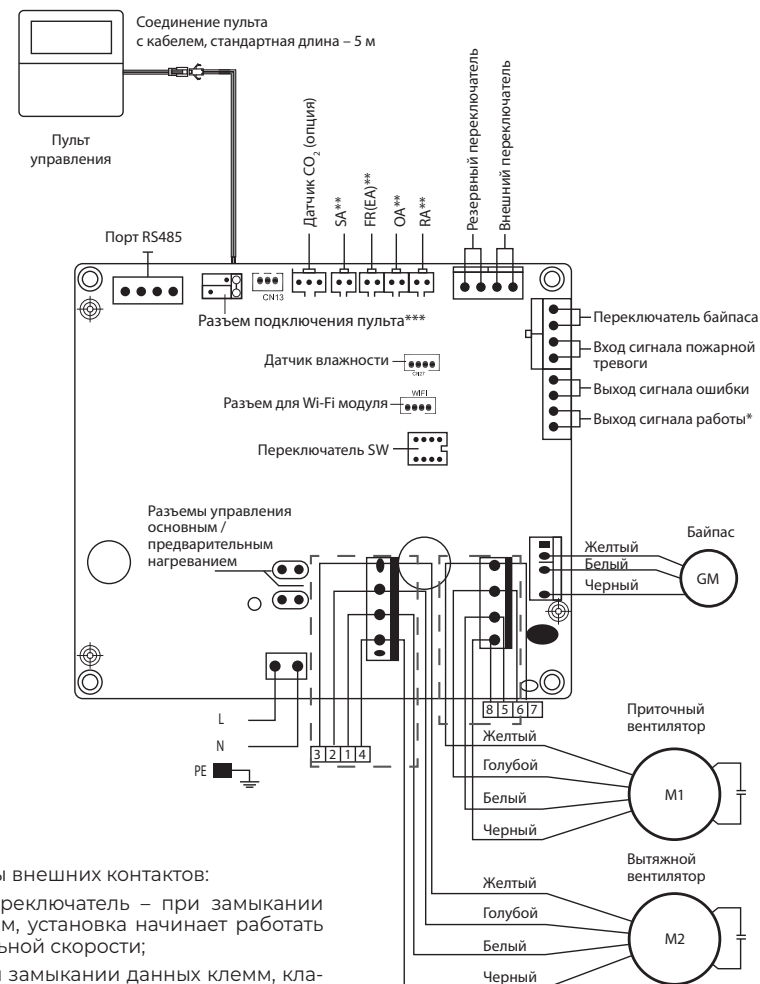 Соединение пульта
с кабелем, стандартная длина – 5 м
Пульт
управления
Датчик CO2 (опция)
SA**
FR(EA)**
OA**
RA**
Резервный переключатель
Внешний переключатель
Порт RS485
CN13
Разъем подключения пульта***
Переключатель байпаса
Вход сигнала пожарной
тревоги
Выход сигнала ошибки
Выход сигнала работы*
Датчик влажности
CN27
WIFI
Разъем для Wi-Fi модуля
Переключатель SW
Разъемы управления
основным /
предварительным
нагреванием
Байпас
Желтый
Белый
Черный
GM
L
N
PE
3 2 1 4
8 5 6 7
Приточный
вентилятор
Желтый
Голубой
Белый
Черный
M1
Вытяжной
вентилятор
Желтый
Голубой
Белый
Черный
M2
ы внешних контактов:
реключатель – при замыкании
м, установка начинает работать
льной скорости;
и замыкании данных клемм, кла-